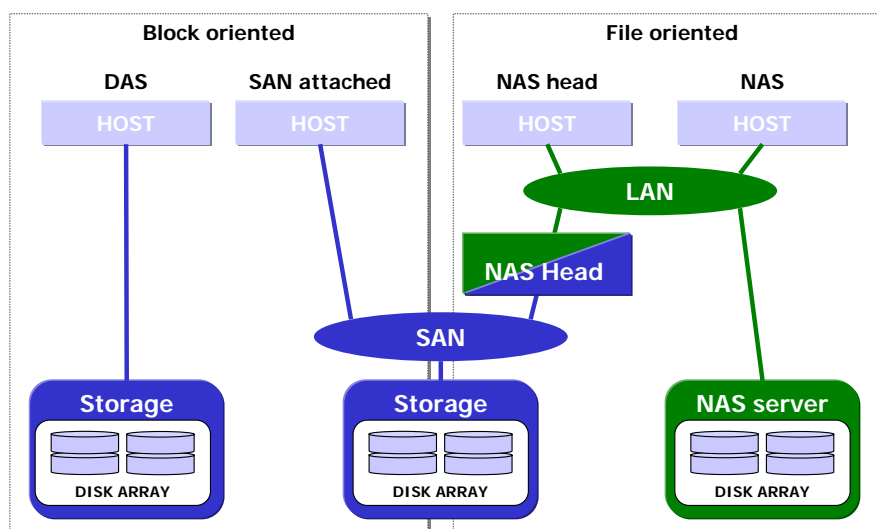 Block oriented
File oriented
DAS
SAN attached
NAS head
NAS
HOST
HOST
HOST
HOST
LAN
NAS Head
SAN
Storage
Storage
NAS server
DISK ARRAY
DISK ARRAY
DISK ARRAY